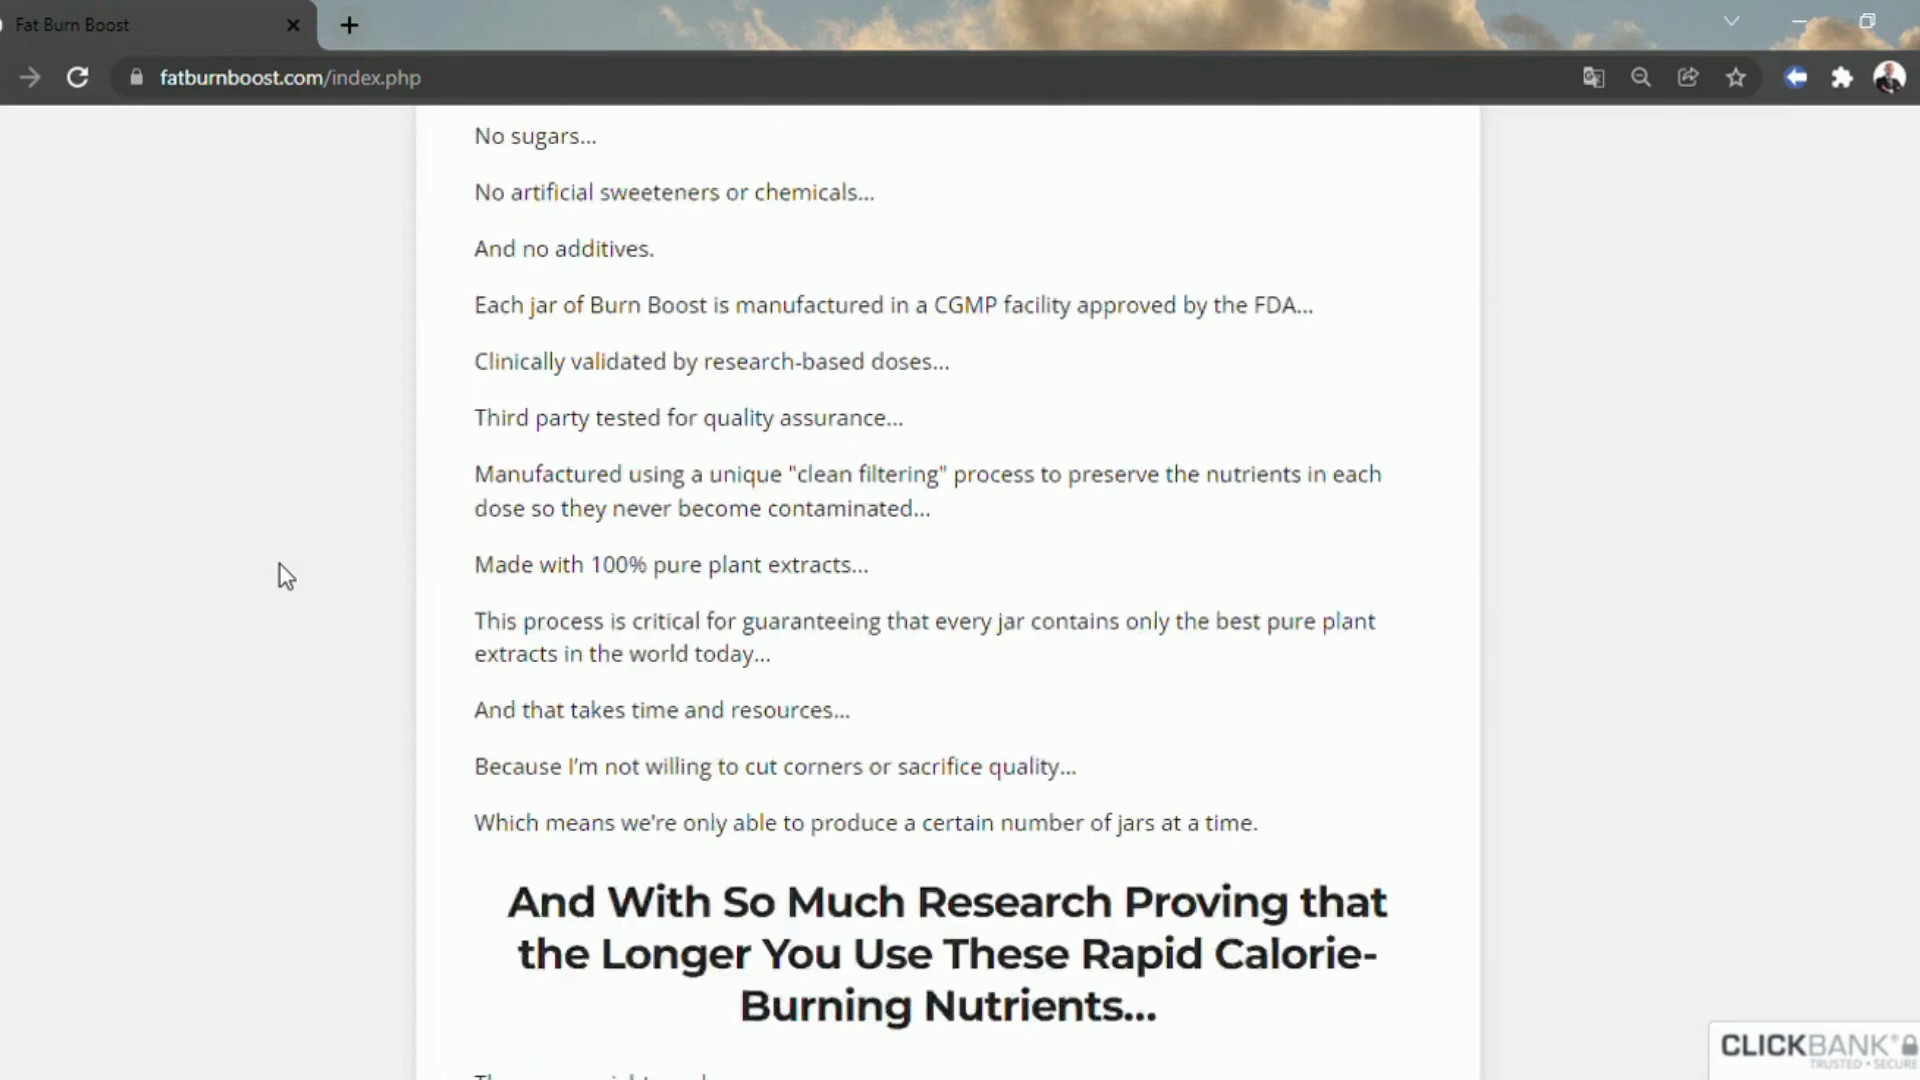 Fat Burn Boost
fatburnboost.com/index.php
No sugars...
No artificial sweeteners or chemicals...
And no additives.
Each jar of Burn Boost is manufactured in a CGMP facility approved by the FDA...
Clinically validated by research-based doses...
Third party tested for quality assurance...
Manufactured using a unique "clean filtering" process to preserve the nutrients in each
dose so they never become contaminated...
Made with 100% pure plant extracts...
This process is critical for guaranteeing that every jar contains only the best pure plant
extracts in the world today...
And that takes time and resources...
Because I’m not willing to cut corners or sacrifice quality...
Which means we're only able to produce a certain number of jars at a time.
And With So Much Research Proving that
the Longer You Use These Rapid Calorie-
Burning Nutrients...
CLICKBANK®
TRUSTED • SECURE